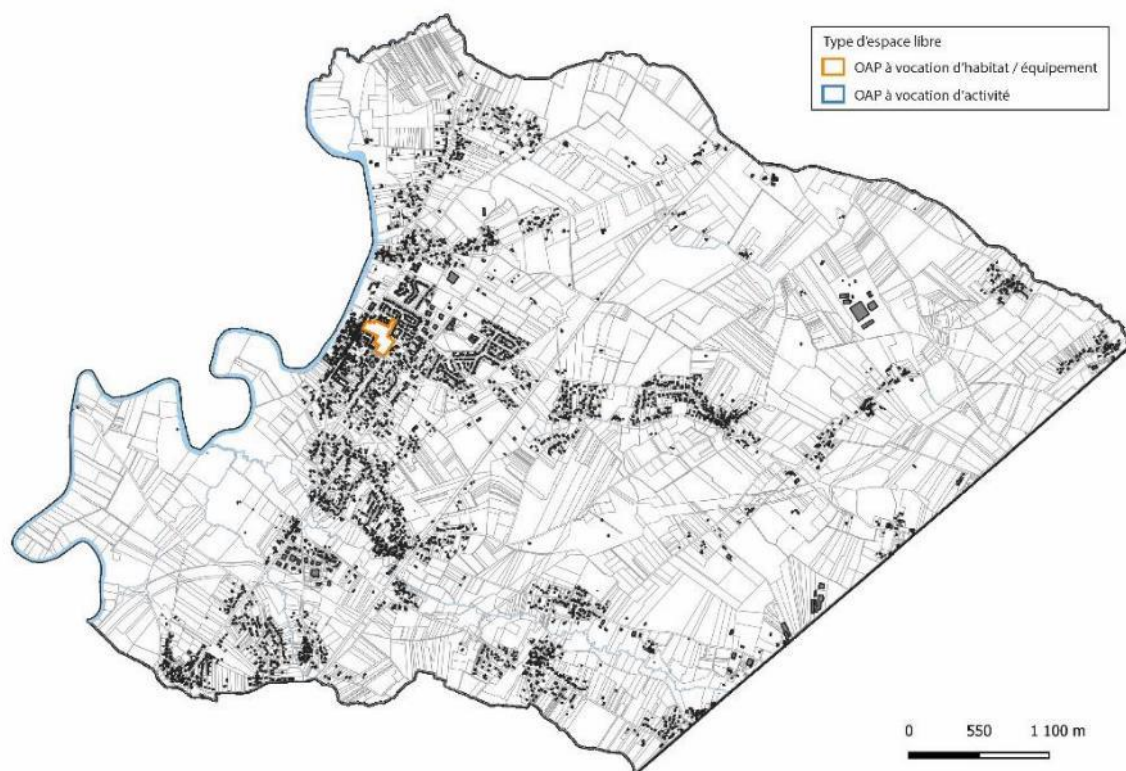 Type d'espace libre
OAP à vocation d'habitat / équipement
OAP à vocation d'activité
0 550 1 100 m